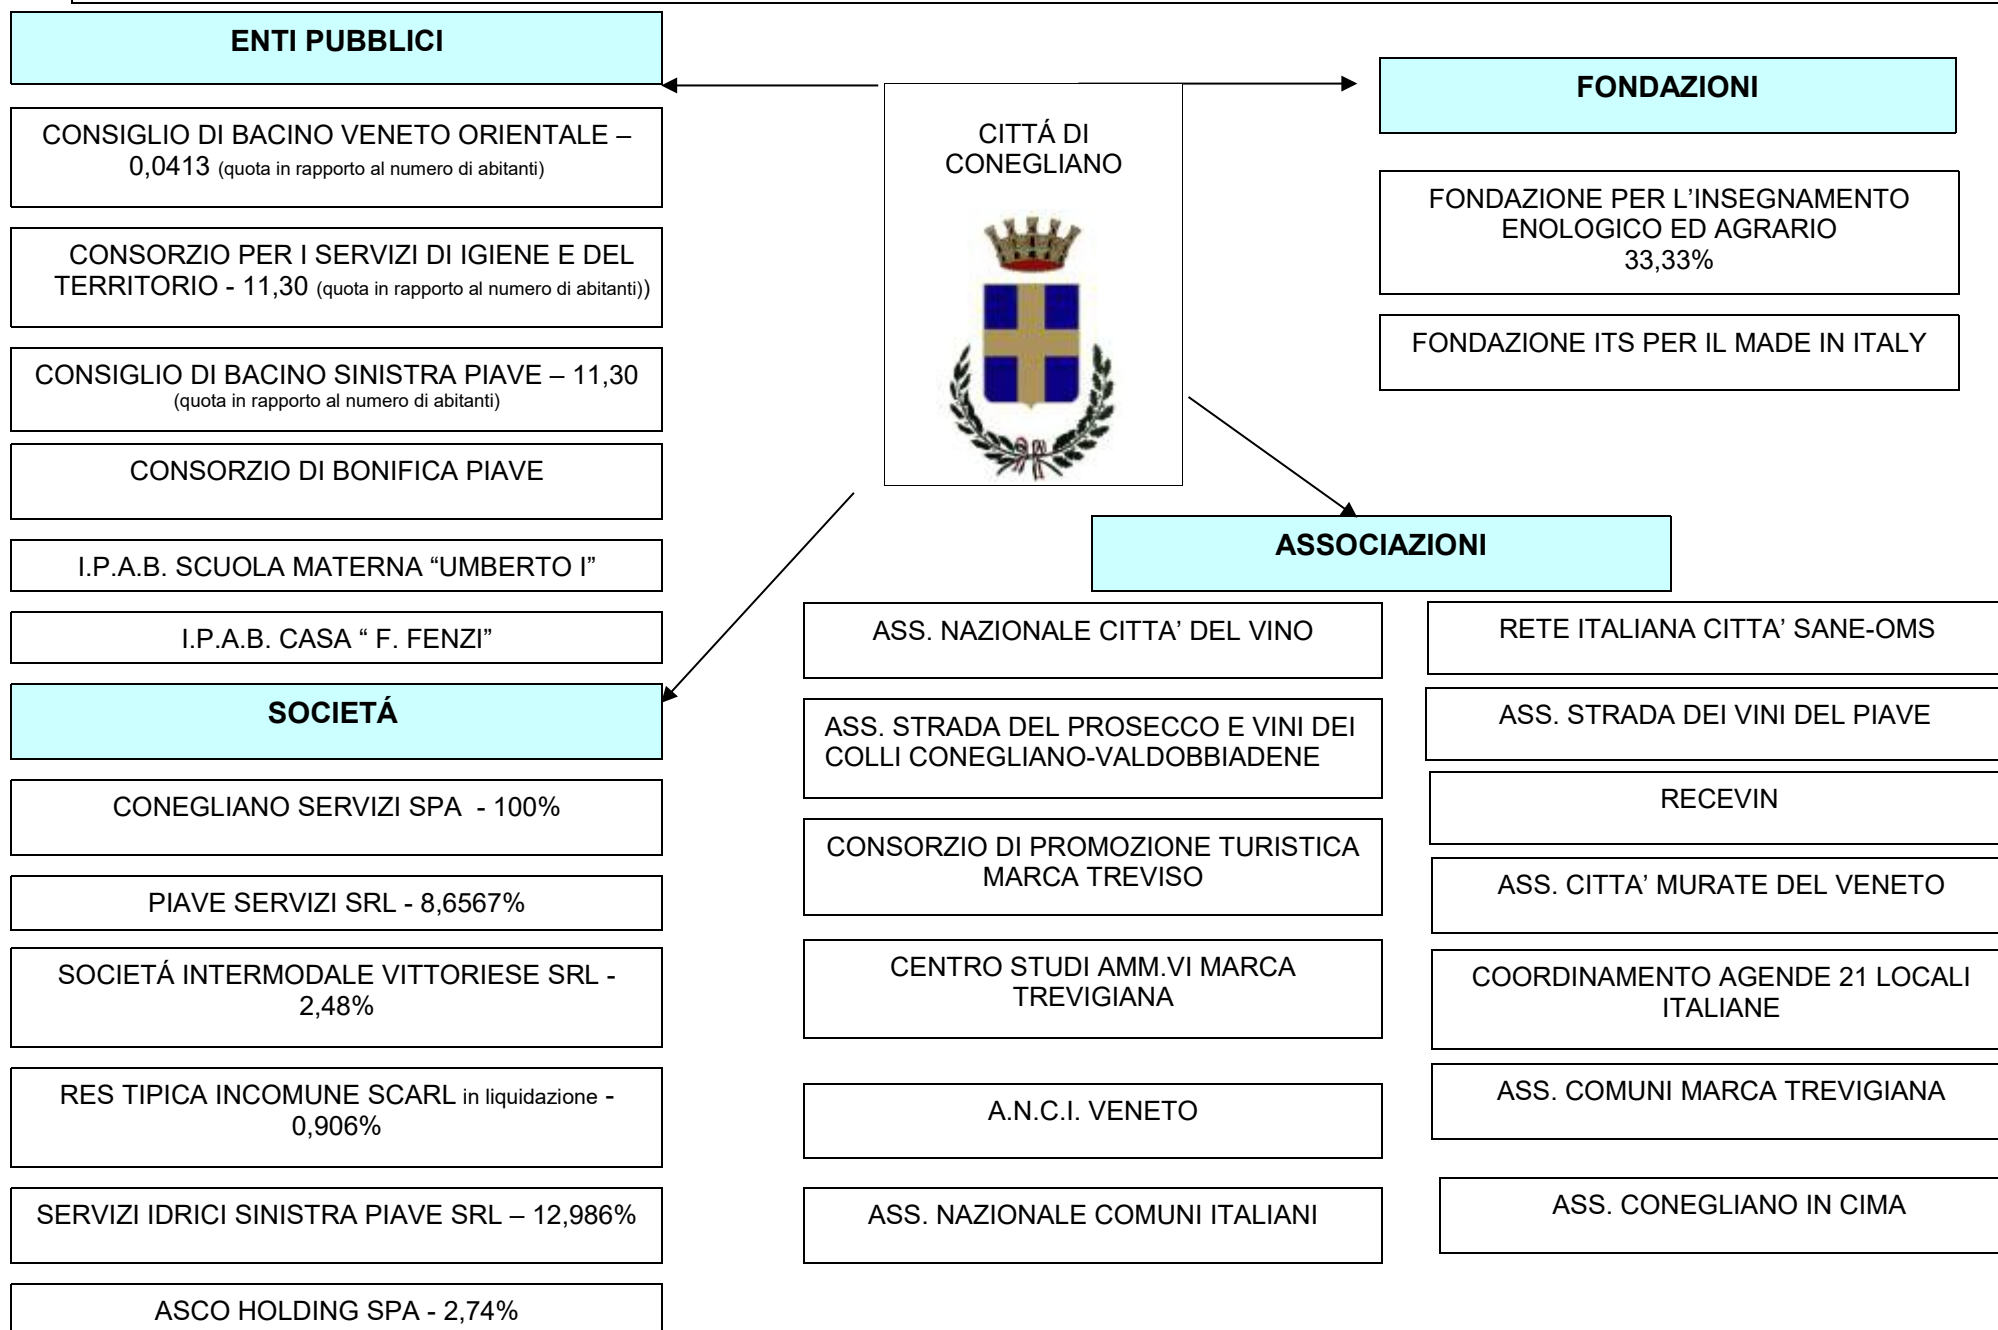 ENTI PUBBLICI
CONSIGLIO DI BACINO VENETO ORIENTALE –
0,0413 (quota in rapporto al numero di abitanti)
CONSORZIO PER I SERVIZI DI IGIENE E DEL
TERRITORIO - 11,30 (quota in rapporto al numero di abitanti))
CONSIGLIO DI BACINO SINISTRA PIAVE – 11,30
(quota in rapporto al numero di abitanti)
CONSORZIO DI BONIFICA PIAVE
I.P.A.B. SCUOLA MATERNA “UMBERTO I”
I.P.A.B. CASA “ F. FENZI”
SOCIETÁ
CONEGLIANO SERVIZI SPA  - 100%
PIAVE SERVIZI SRL - 8,6567%
SOCIETÁ INTERMODALE VITTORIESE SRL -
2,48%
RES TIPICA INCOMUNE SCARL in liquidazione -
0,906%
SERVIZI IDRICI SINISTRA PIAVE SRL – 12,986%
ASCO HOLDING SPA - 2,74%
CITTÁ DI
CONEGLIANO
FONDAZIONI
FONDAZIONE PER L’INSEGNAMENTO
ENOLOGICO ED AGRARIO
33,33%
FONDAZIONE ITS PER IL MADE IN ITALY
ASSOCIAZIONI
ASS. NAZIONALE CITTA’ DEL VINO
ASS. STRADA DEL PROSECCO E VINI DEI
COLLI CONEGLIANO-VALDOBBIADENE
CONSORZIO DI PROMOZIONE TURISTICA
MARCA TREVISO
CENTRO STUDI AMM.VI MARCA
TREVIGIANA
A.N.C.I. VENETO
ASS. NAZIONALE COMUNI ITALIANI
RETE ITALIANA CITTA’ SANE-OMS
ASS. STRADA DEI VINI DEL PIAVE
RECEVIN
ASS. CITTA’ MURATE DEL VENETO
COORDINAMENTO AGENDE 21 LOCALI
ITALIANE
ASS. COMUNI MARCA TREVIGIANA
ASS. CONEGLIANO IN CIMA